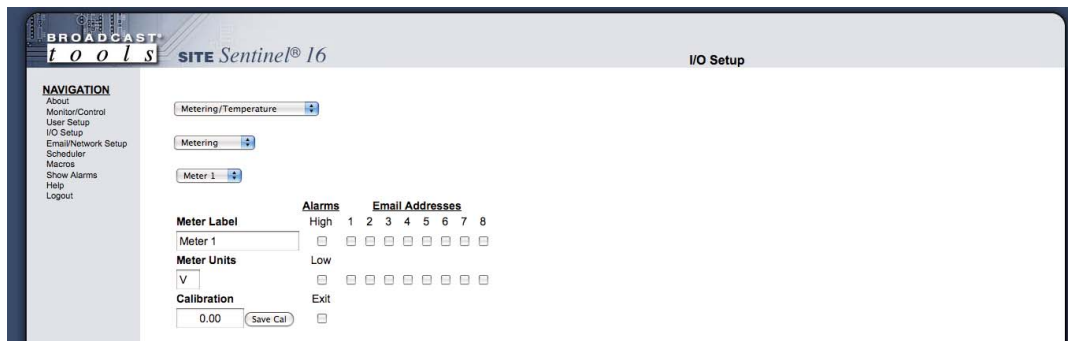 BROADCAST®
tools
SITE Sentinel® 16
I/O Setup
NAVIGATION
About
Monitor/Control
User Setup
I/O Setup
Email/Network Setup
Scheduler
Macros
Show Alarms
Help
Logout
Metering/Temperature
Metering
Meter 1
Alarms Email Addresses
Meter Label High 1 2 3 4 5 6 7 8
Meter 1
Meter Units Low
V
Calibration Exit
0.00 Save Cal